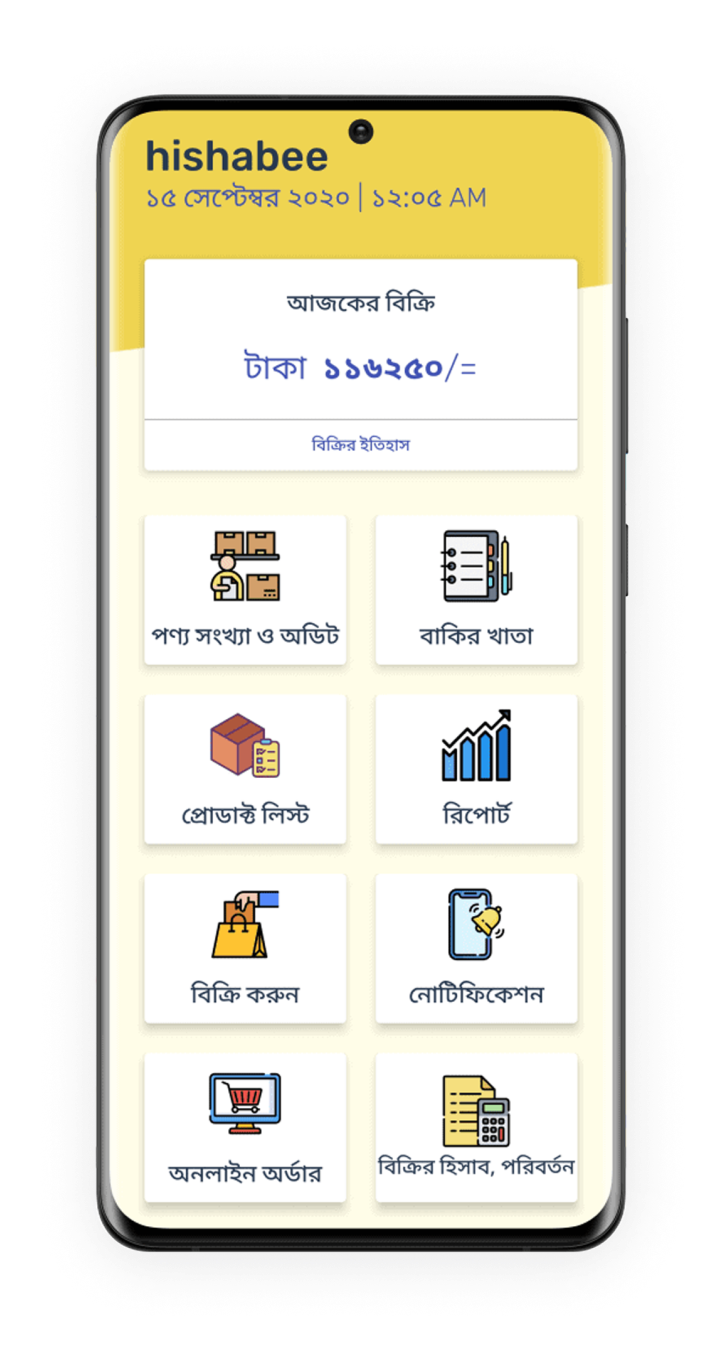 hishabee
১৫ সেপ্টেম্বর ২০২০ | ১২:০৫ AM
আজকের বিক্রি
টাকা ১১৬২৫০/=
বিক্রির ইতিহাস
পণ্য সংখ্যা ও অডিট
বাকির খাতা
প্রোডাক্ট লিস্ট
রিপোর্ট
বিক্রি করুন
নোটিফিকেশন
অনলাইন অর্ডার
বিক্রির হিসাব, পরিবর্তন